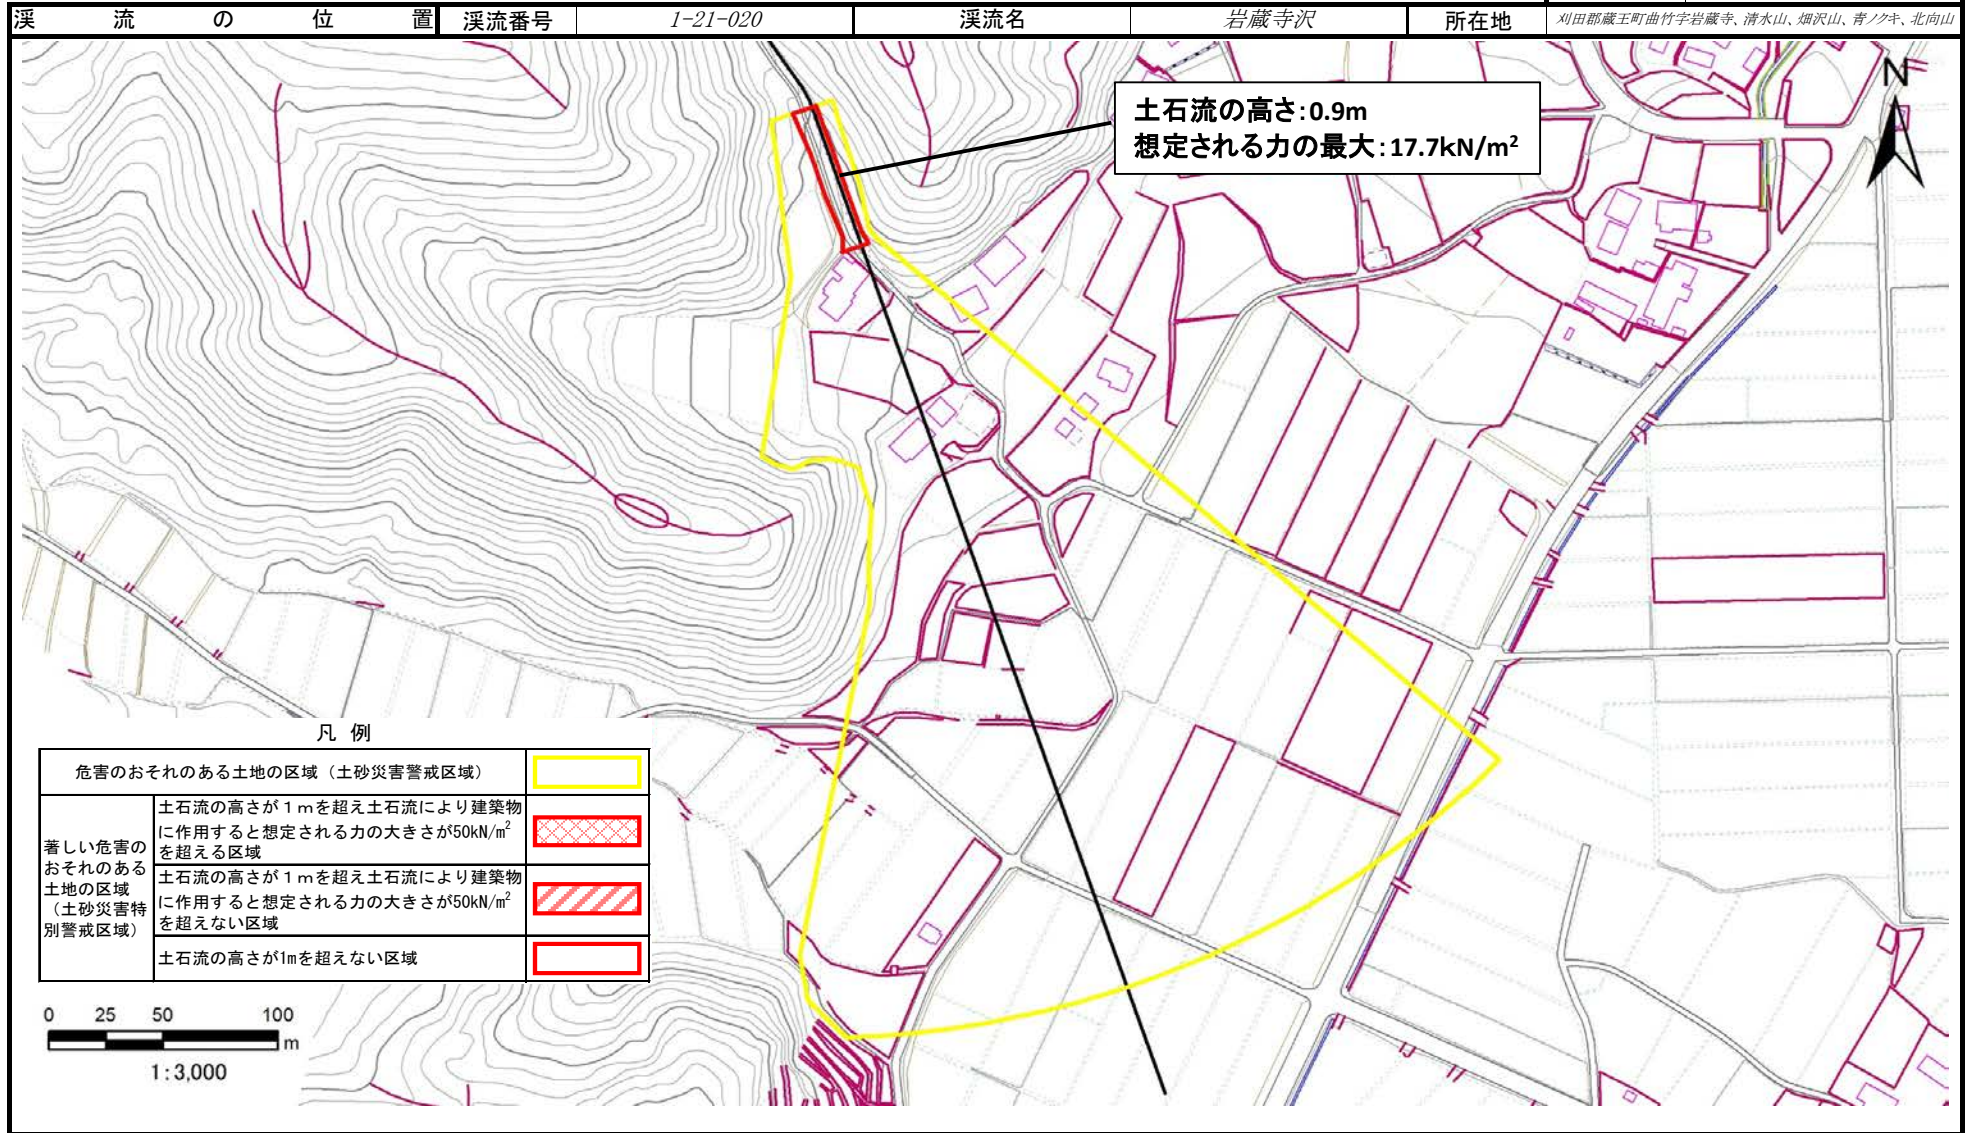 渓流の位置 渓流番号 1-21-020 渓流名 岩蔵寺沢 所在地 刈田郡蔵王町曲竹字岩蔵寺、清水山、畑沢山、青ノクキ、北向山
N
土石流の高さ:0.9m
想定される力の最大:17.7kN/m²
凡 例
危害のおそれのある土地の区域（土砂災害警戒区域）
著しい危害の
おそれのある
土地の区域
（土砂災害特
別警戒区域）
土石流の高さが１ｍを超え土石流により建築物
に作用すると想定される力の大きさが50kN/m²
を超える区域
土石流の高さが１ｍを超え土石流により建築物
に作用すると想定される力の大きさが50kN/m²
を超えない区域
土石流の高さが1mを超えない区域
0 25 50 100
m
1:3,000